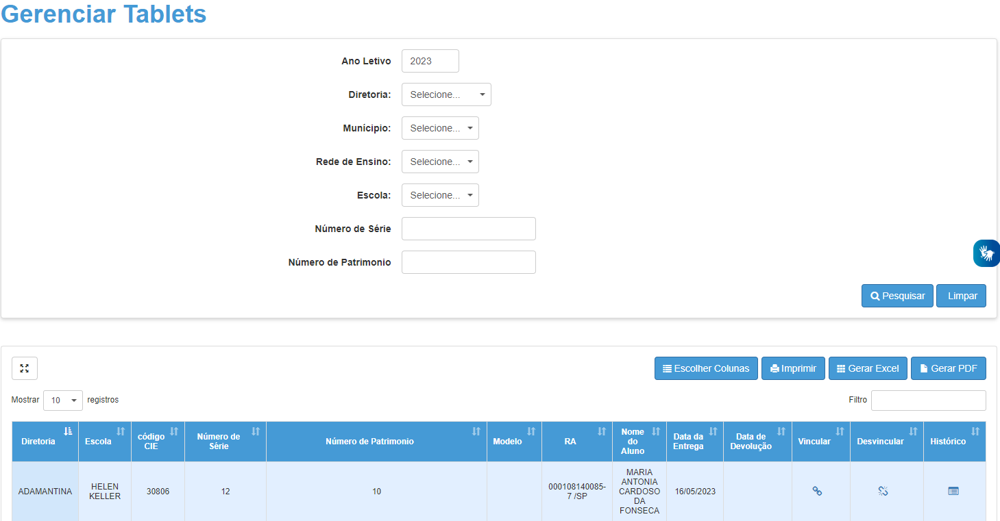 Gerenciar Tablets
Ano Letivo 2023
Diretoria: Selecione...
Munícipio: Selecione...
Rede de Ensino: Selecione...
Escola: Selecione...
Número de Série
Número de Patrimonio
Pesquisar Limpar
Escolher Colunas Imprimir Gerar Excel Gerar PDF
Mostrar 10 registros Filtro
Diretoria
Escola
código
CIE
Número de
Série
Número de Patrimonio
Modelo
RA
Nome
do
Aluno
Data da
Entrega
Data de
Devolução
Vincular
Desvincular
Histórico
ADAMANTINA
HELEN
KELLER
30806
12
10
000108140085-
7 /SP
MARIA
ANTONIA
CARDOSO
DA
FONSECA
16/05/2023